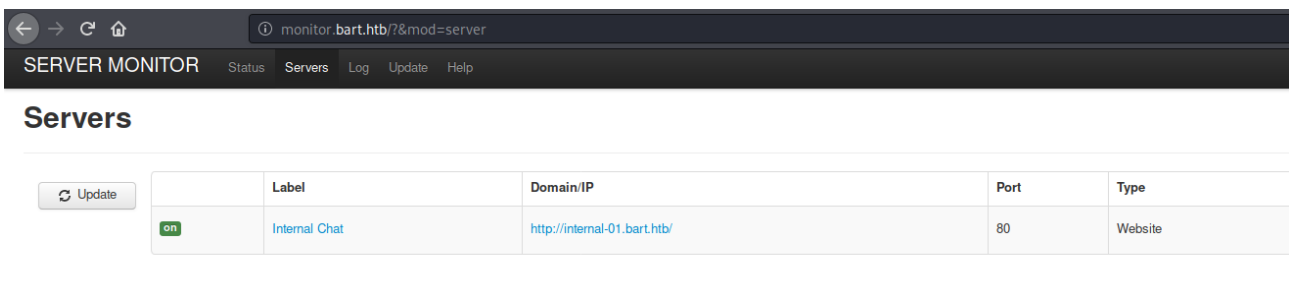 monitor.bart.htb/?&mod=server
SERVER MONITOR Status Servers Log Update Help
Servers
Update
Label Domain/IP Port Type
on Internal Chat http://internal-01.bart.htb/ 80 Website